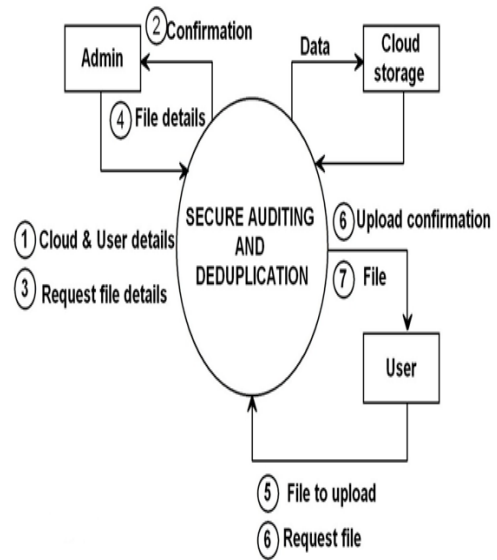 ② Confirmation
Admin
Data
Cloud
storage
④ File details
① Cloud & User details
③ Request file details
SECURE AUDITING
AND
DEDUPLICATION
⑥ Upload confirmation
⑦ File
User
⑤ File to upload
⑥ Request file